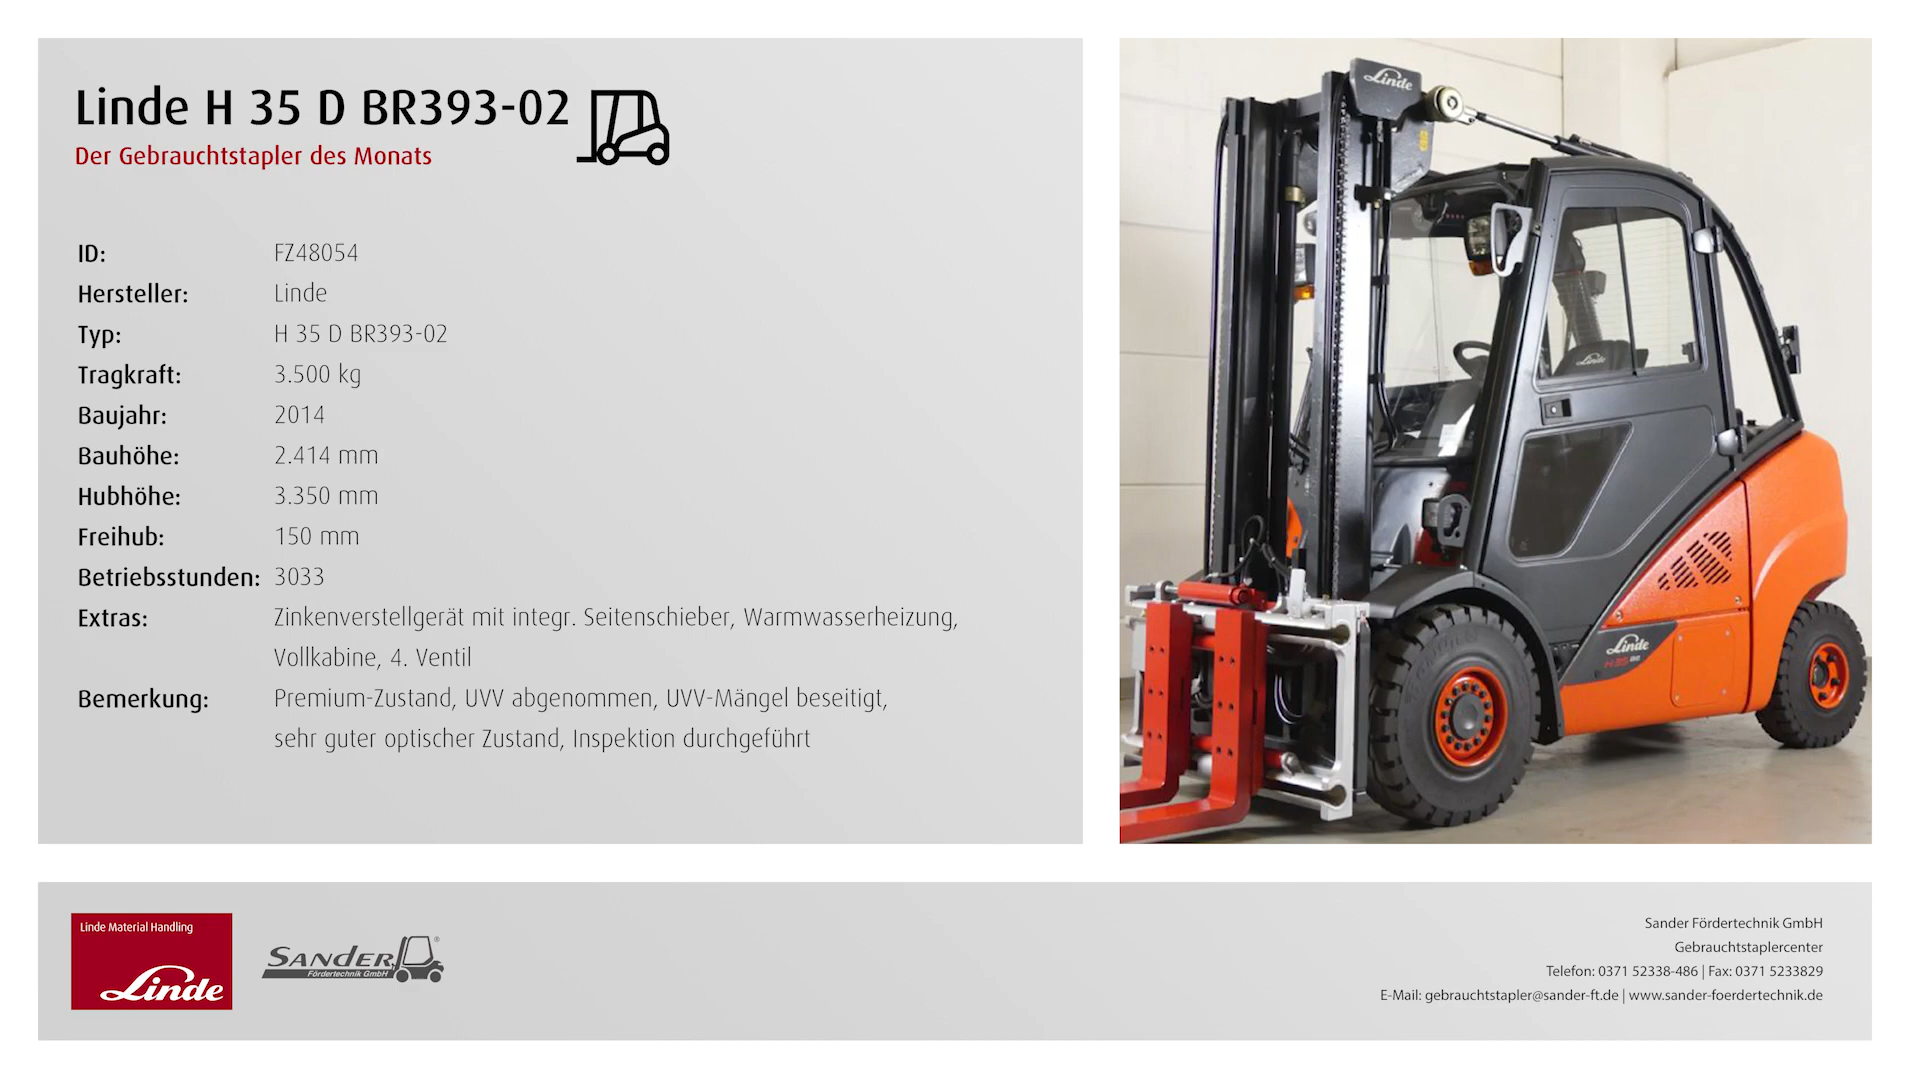 Linde H 35 D BR393-02
Der Gebrauchtstapler des Monats
ID: FZ48054
Hersteller: Linde
Typ: H 35 D BR393-02
Tragkraft: 3.500 kg
Baujahr: 2014
Bauhöhe: 2.414 mm
Hubhöhe: 3.350 mm
Freihub: 150 mm
Betriebsstunden: 3033
Extras: Zinkenverstellgerät mit integr. Seitenschieber, Warmwasserheizung,
Vollkabine, 4. Ventil
Bemerkung: Premium-Zustand, UVV abgenommen, UVV-Mängel beseitigt,
sehr guter optischer Zustand, Inspektion durchgeführt
Linde
Linde
Linde
H 35
Linde Material Handling
Linde
SANDER®
Fördertechnik GmbH
Sander Fördertechnik GmbH
Gebrauchtstaplercenter
Telefon: 0371 52338-486 | Fax: 0371 5233829
E-Mail: gebrauchtstapler@sander-ft.de | www.sander-foerdertechnik.de